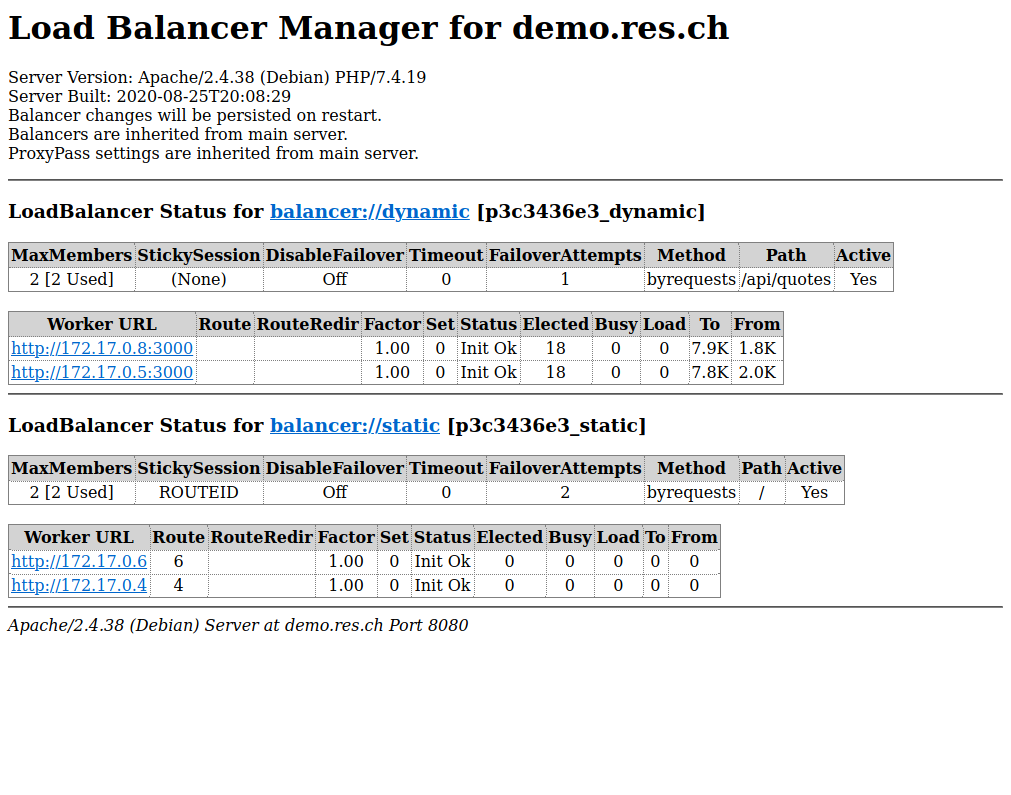 Load Balancer Manager for demo.res.ch
Server Version: Apache/2.4.38 (Debian) PHP/7.4.19
Server Built: 2020-08-25T20:08:29
Balancer changes will be persisted on restart.
Balancers are inherited from main server.
ProxyPass settings are inherited from main server.
LoadBalancer Status for balancer://dynamic [p3c3436e3_dynamic]
MaxMembers StickySession DisableFailover Timeout FailoverAttempts Method Path Active
2 [2 Used] (None) Off 0 1 byrequests /api/quotes Yes
Worker URL Route RouteRedir Factor Set Status Elected Busy Load To From
http://172.17.0.8:3000 1.00 0 Init Ok 18 0 0 7.9K 1.8K
http://172.17.0.5:3000 1.00 0 Init Ok 18 0 0 7.8K 2.0K
LoadBalancer Status for balancer://static [p3c3436e3_static]
MaxMembers StickySession DisableFailover Timeout FailoverAttempts Method Path Active
2 [2 Used] ROUTEID Off 0 2 byrequests / Yes
Worker URL Route RouteRedir Factor Set Status Elected Busy Load To From
http://172.17.0.6 6 1.00 0 Init Ok 0 0 0 0 0
http://172.17.0.4 4 1.00 0 Init Ok 0 0 0 0 0
Apache/2.4.38 (Debian) Server at demo.res.ch Port 8080